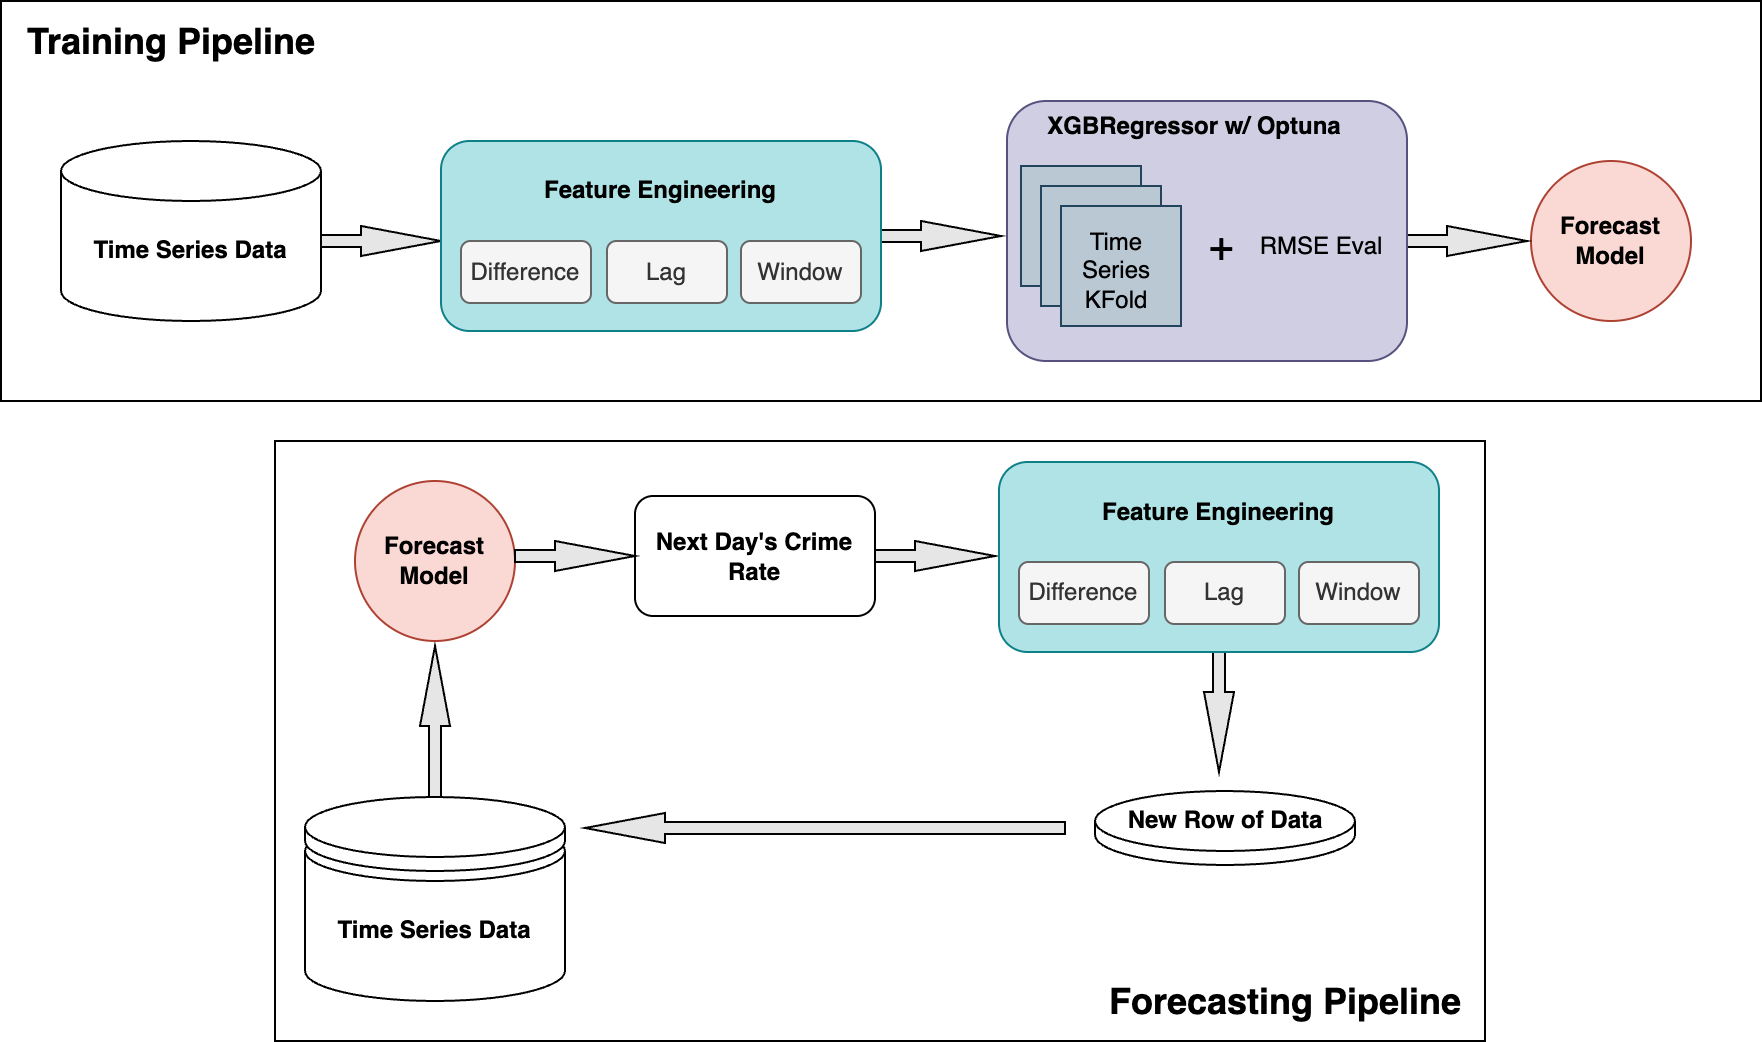 Training Pipeline
Time Series Data
Feature Engineering
Difference
Lag
Window
XGBRegressor w/ Optuna
Time
Series
KFold
+
RMSE Eval
Forecast
Model
Forecast
Model
Next Day's Crime
Rate
Feature Engineering
Difference
Lag
Window
New Row of Data
Time Series Data
Forecasting Pipeline